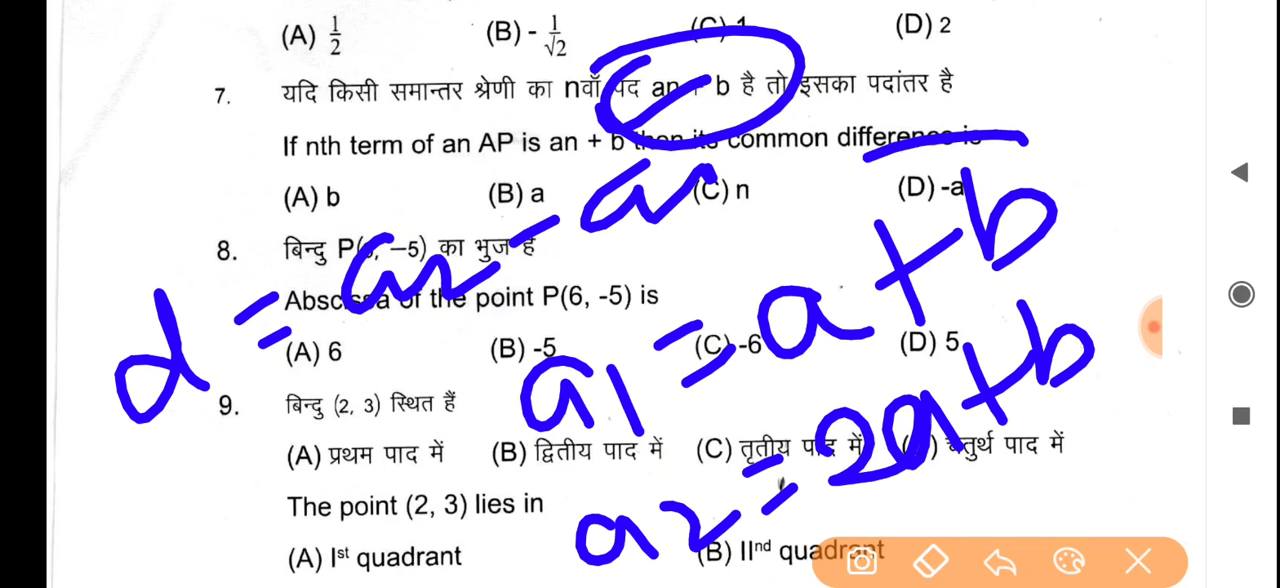 (A) 1/2 (B) - 1/√2 (C) 1 (D) 2
7. यदि किसी समान्तर श्रेणी का nवाँ पद an + b है तो इसका पदांतर है
If nth term of an AP is an + b then its common difference is
(A) b (B) a (C) n (D) -a
8. बिन्दु P(6, –5) का भुज है
Abscissa of the point P(6, -5) is
(A) 6 (B) -5 (C) -6 (D) 5
9. बिन्दु (2, 3) स्थित हैं
(A) प्रथम पाद में (B) द्वितीय पाद में (C) तृतीय पाद में (D) चतुर्थ पाद में
The point (2, 3) lies in
(A) Ist quadrant (B) IInd quadrant
d = a2 - a1
a1 = a + b
a2 = 2a + b